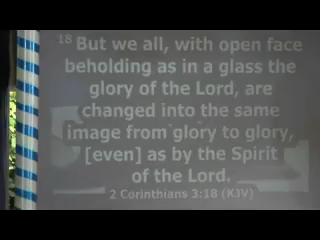 18 But we all, with open face
beholding as in a glass the
glory of the Lord, are
changed into the same
image from glory to glory,
[even] as by the Spirit
of the Lord.
2 Corinthians 3:18 (KJV)